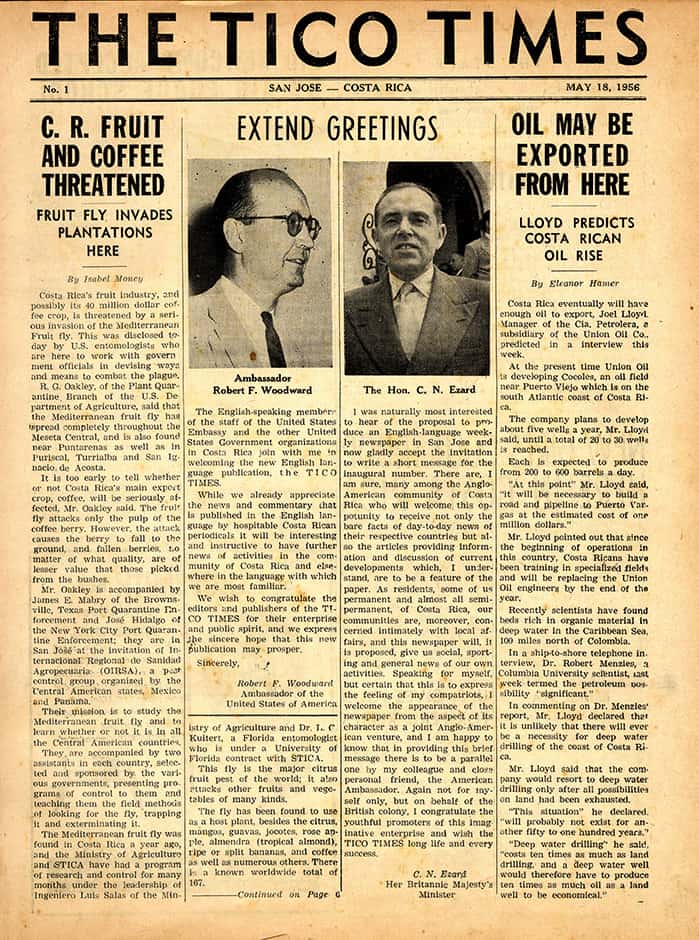 THE TICO TIMES
No. 1
SAN JOSE — COSTA RICA
MAY 18, 1956
C. R. FRUIT
AND COFFEE
THREATENED
FRUIT FLY INVADES
PLANTATIONS
HERE
By Isabel Money
Costa Rica's fruit industry, and
possibly its 40 million dollar cof-
fee crop, is threatened by a seri-
ous invasion of the Mediterranean
Fruit fly. This was disclosed to-
day by U.S. entomologists who
are here to work with govern
ment officials in devising ways
and means to combat the plague.
R. G. Oakley, of the Plant Quar-
antine, Branch of the U.S. De-
partment of Agriculture, said that
the Mediterranean fruit fly has
spread completely throughout the
Meseta Central, and is also found
near Puntarenas as well as in
Puriscal, Turrialba and San Ig-
nacio de Acosta.
It is too early to tell whether
or not Costa Rica's main export
crop, coffee, will be seriously af-
fected, Mr. Oakley said. The fruit
fly attacks only the pulp of the
coffee berry. However, the attack
causes the berry to fall to the
ground, and fallen berries, no
matter of what quality, are of
lesser value that those picked
from the bushes.
Mr. Oakley is accompanied by
James E. Mabry of the Browns-
ville, Texas Port Quarantine En-
forcement and José Hidalgo of
the New York City Port Quaran-
tine Enforcement; they are in
San José at the invitation of In-
ternacional Regional de Sanidad
Agropecuaria (OIRSA), a pest
control group organised by the
Central American states, Mexico
and Panama.
Their mission is to study the
Mediterranean fruit fly and to
learn whether or not it is in all
the Central American countries.
They are accompanied by two
assistants in each country, selec-
ted and sponsored by the vari-
ous governments, presenting pro-
grams of control to them and
teaching them the field methods
of looking for the fly, trapping
it and exterminating it.
The Mediterranean fruit fly was
found in Costa Rica a year ago,
and the Ministry of Agriculture
and STICA have had a program
of research and control for many
months under the leadership of
Ingeniero Luis Salas of the Min-
EXTEND GREETINGS
Ambassador
Robert F. Woodward
The English-speaking members
of the staff of the United States
Embassy and the other United
States Government organizations
in Costa Rica join with me in
welcoming the new English lan-
guage publication, the TICO
TIMES.
While we already appreciate
the news and commentary that
is published in the English lan-
guage by hospitable Costa Rican
periodicals it will be interesting
and instructive to have further
news of activities in the com-
munity of Costa Rica and else-
where in the language with which
we are most familiar.
We wish to congratulate the
editors and publishers of the TI-
CO TIMES for their enterprise
and public spirit, and we express
the sincere hope that this new
publication may prosper.
Sincerely,
Robert F. Woodward
Ambassador of the
United States of America
istry of Agriculture and Dr. L. C
Kuitert, a Florida entomologist
who is under a University of
Florida contract with STICA.
This fly is the major citrus
fruit pest of the world; it also
attacks other fruits and vege-
tables of many kinds.
The fly has been found to use
as a host plant, besides the citrus,
mangos, guavas, jocotes, rose ap-
ple, almendra (tropical almond),
ripe or split bananas, and coffee
as well as numerous others. There
is a known worldwide total of
167.
—Continued on Page 6
The Hon. C. N. Ezard
I was naturally most interested
to hear of the proposal to pro-
duce an English-language week-
ly newspaper in San Jose and
now gladly accept the invitation
to write a short message for the
inaugural number. There are, I
am sure, many among the Anglo-
American community of Costa
Rica who will welcome this op-
potunity to receive not only the
bare facts of day-to-day news of
their respective countries but al-
so the articles providing inform-
ation and discussion of current
developments which, I under-
stand, are to be a feature of the
paper. As residents, some of us
permanent and almost all semi-
permanent, of Costa Rica, our
communities are, moreover, con-
cerned intimately with local af-
fairs, and this newspaper will, it
is proposed, give us social, sport-
ing and general news of our own
activities. Speaking for myself,
but certain that this is to express
the feeling of my compatriots, I
welcome the appearance of the
newspaper from the aspect of its
character as a joint Anglo-Amer-
ican venture, and I am happy to
know that in providing this brief
message there is to be a parallel
one by my colleague and close
personal friend, the American
Ambassador. Again not for my-
self only, but on behalf of the
British colony, I congratulate the
youthful promoters of this imag-
inative enterprise and wish the
TICO TIMES long life and every
success.
C. N. Ezard
Her Britannic Majesty's
Minister
OIL MAY BE
EXPORTED
FROM HERE
LLOYD PREDICTS
COSTA RICAN
OIL RISE
By Eleanor Hamer
Costa Rica eventually will have
enough oil to export, Joel Lloyd,
Manager of the Cia, Petrolera, a
subsidiary of the Union Oil Co.,
predicted in a interview this
week.
At the present time Union Oil
is developing Cocoles, an oil field
near Puerto Viejo which is on the
south Atlantic coast of Costa Ri-
ca.
The company plans to develop
about five wells a year, Mr. Lloyd
said, until a total of 20 to 30 wells
is reached.
Each is expected to produce
from 200 to 600 barrels a day.
"At this point" Mr. Lloyd said,
"it will be necessary to build a
road and pipeline to Puerto Var-
gas at the estimated cost of one
million dollars."
Mr. Lloyd pointed out that since
the beginning of operations in
this country, Costa Ricans have
been training in specialized fields
and will be replacing the Union
Oil engineers by the end of the
year.
Recently scientists have found
beds rich in organic material in
deep water in the Caribbean Sea,
100 miles north of Colombia.
In a ship-to-shore telephone in-
terview, Dr. Robert Menzies, a
Columbia University scientist, last
week termed the petroleum pos-
sibility "significant."
In commenting on Dr. Menzies'
report, Mr. Lloyd declared that
it is unlikely that there will ever
be a necessity for deep water
drilling of the coast of Costa Ri-
ca.
Mr. Lloyd said that the com-
pany would resort to deep water
drilling only after all possibilities
on land had been exhausted.
"This situation" he declared,
"will probably not exist for an-
other fifty to one hundred years."
"Deep water drilling" he said,
"costs ten times as much as land
drilling, and a deep water well
would therefore have to produce
ten times as much oil as a land
well to be economical."